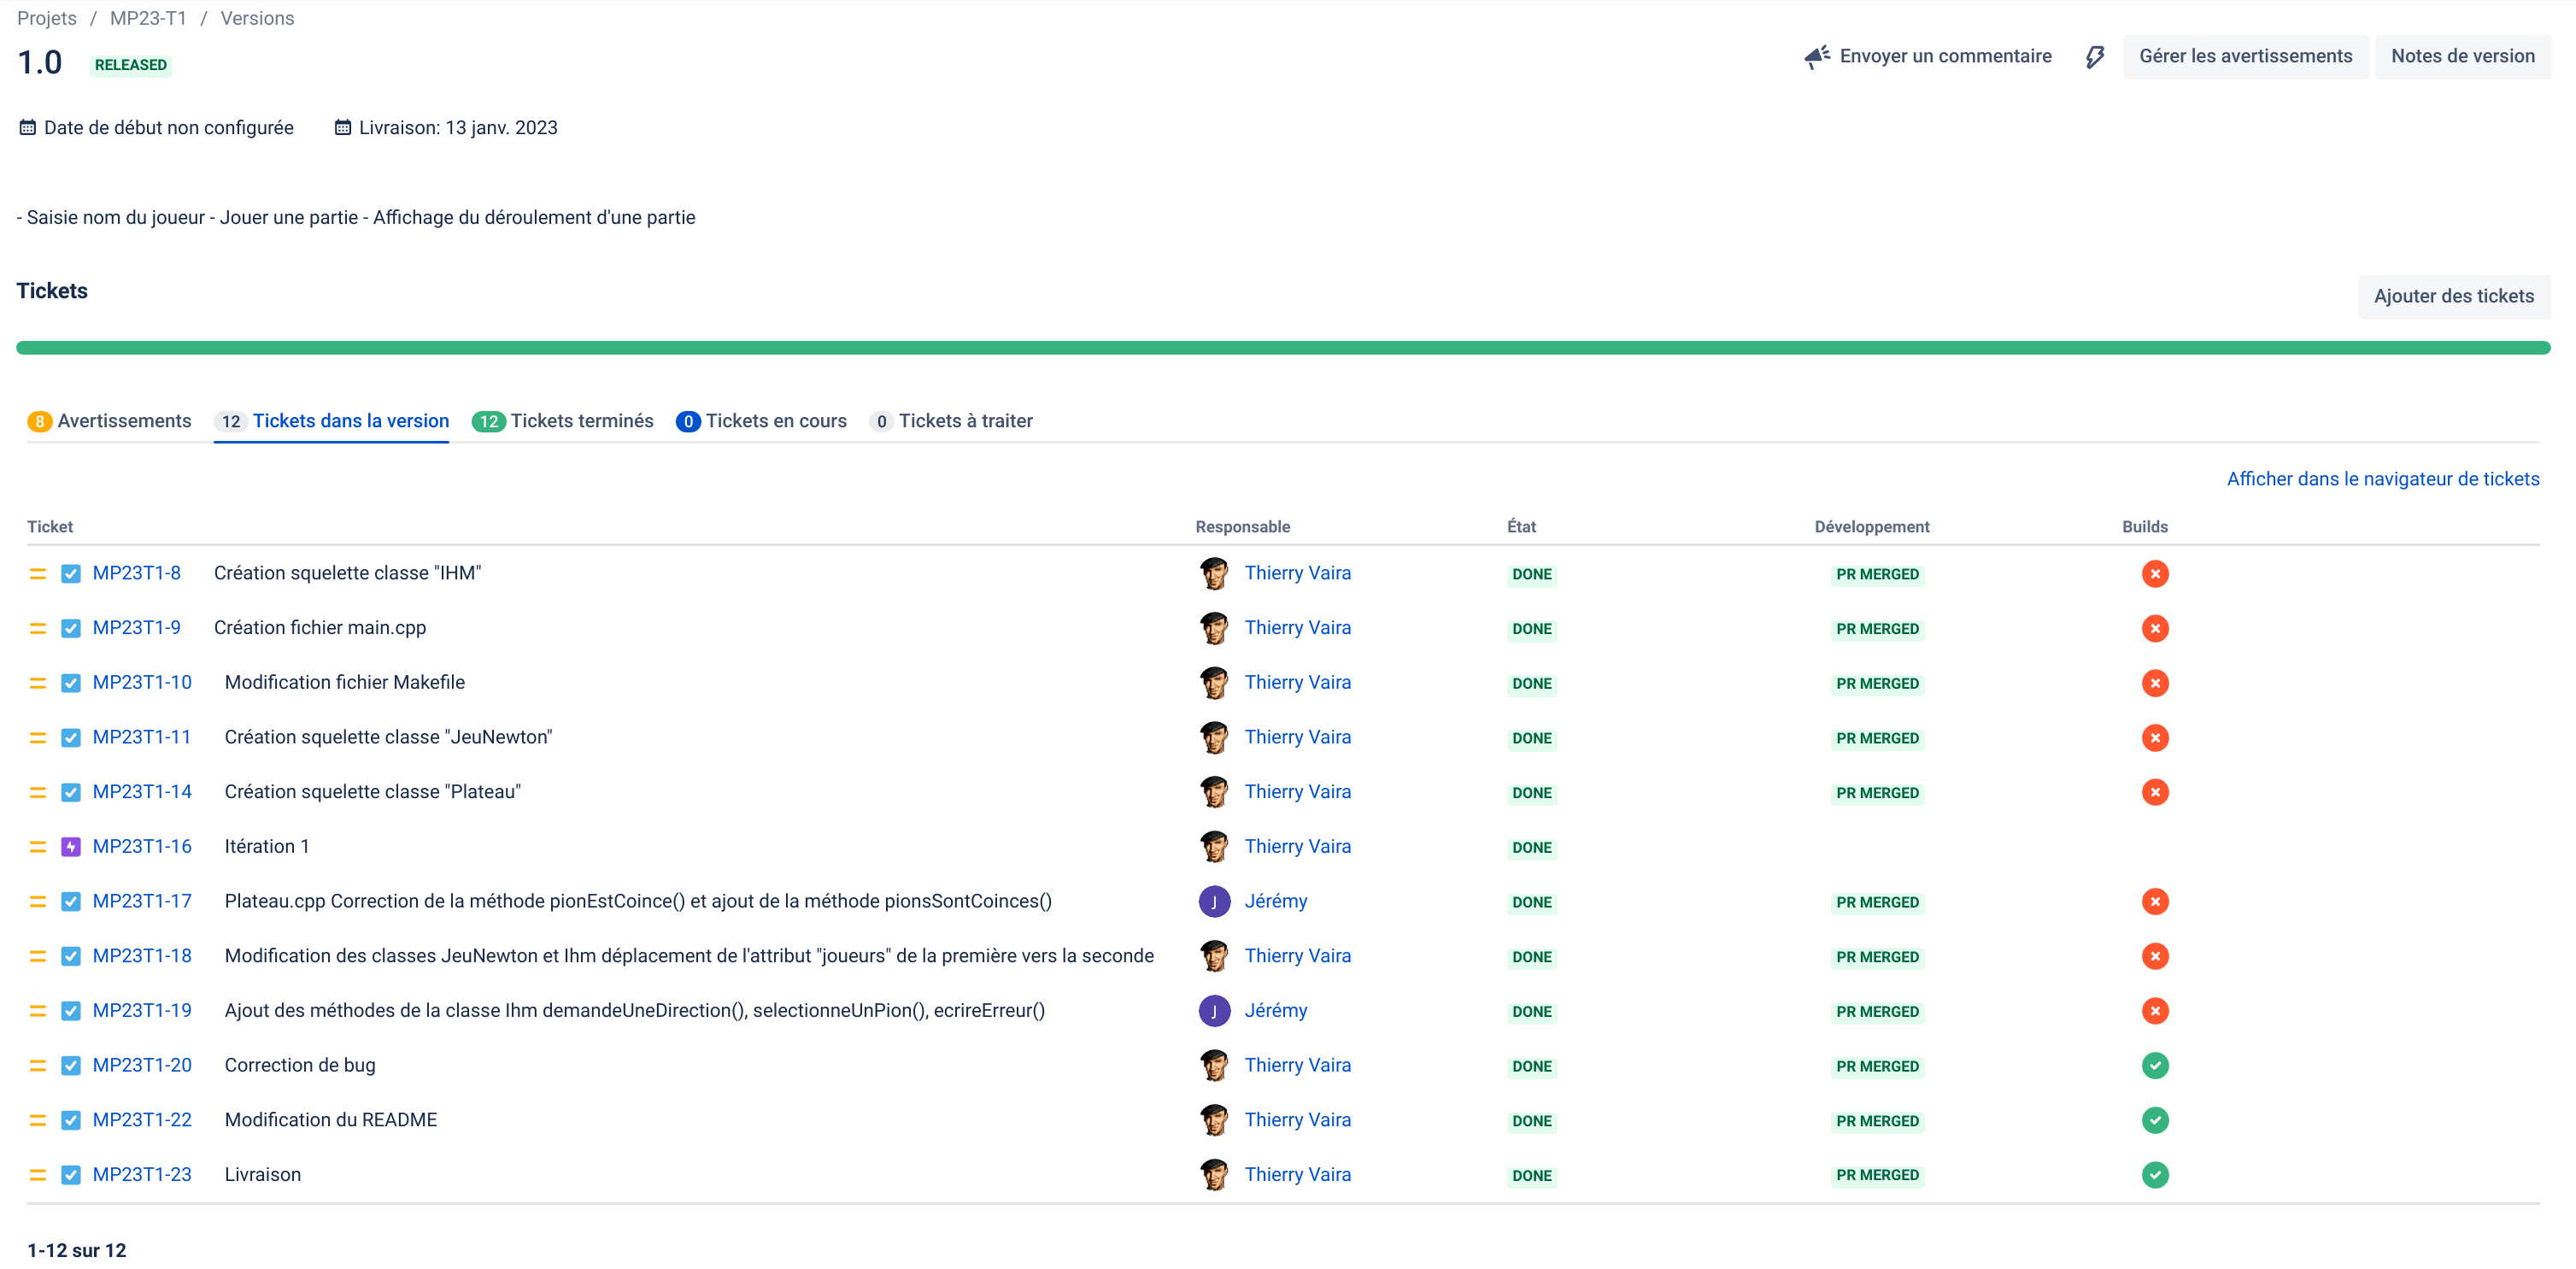 Projets / MP23-T1 / Versions
1.0 RELEASED
Envoyer un commentaire Gérer les avertissements Notes de version
Date de début non configurée Livraison: 13 janv. 2023
- Saisie nom du joueur - Jouer une partie - Affichage du déroulement d'une partie
Tickets
Ajouter des tickets
8 Avertissements 12 Tickets dans la version 12 Tickets terminés 0 Tickets en cours 0 Tickets à traiter
Afficher dans le navigateur de tickets
Ticket Responsable État Développement Builds
MP23T1-8 Création squelette classe "IHM" Thierry Vaira DONE PR MERGED
MP23T1-9 Création fichier main.cpp Thierry Vaira DONE PR MERGED
MP23T1-10 Modification fichier Makefile Thierry Vaira DONE PR MERGED
MP23T1-11 Création squelette classe "JeuNewton" Thierry Vaira DONE PR MERGED
MP23T1-14 Création squelette classe "Plateau" Thierry Vaira DONE PR MERGED
MP23T1-16 Itération 1 Thierry Vaira DONE
MP23T1-17 Plateau.cpp Correction de la méthode pionEstCoince() et ajout de la méthode pionsSontCoinces() J Jérémy DONE PR MERGED
MP23T1-18 Modification des classes JeuNewton et Ihm déplacement de l'attribut "joueurs" de la première vers la seconde Thierry Vaira DONE PR MERGED
MP23T1-19 Ajout des méthodes de la classe Ihm demandeUneDirection(), selectionneUnPion(), ecrireErreur() J Jérémy DONE PR MERGED
MP23T1-20 Correction de bug Thierry Vaira DONE PR MERGED
MP23T1-22 Modification du README Thierry Vaira DONE PR MERGED
MP23T1-23 Livraison Thierry Vaira DONE PR MERGED
1-12 sur 12